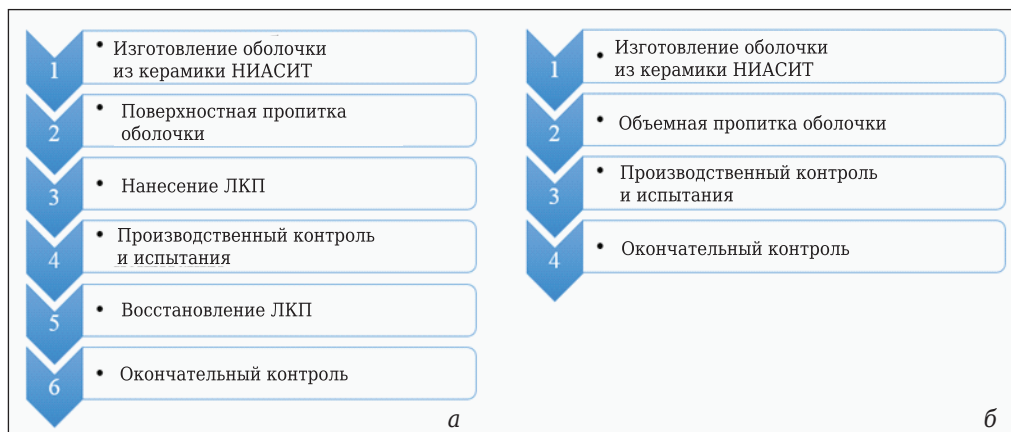 1
• Изготовление оболочки
из керамики НИАСИТ
2
• Поверхностная пропитка
оболочки
3
• Нанесение ЛКП
4
• Производственный контроль
и испытания
5
• Восстановление ЛКП
6
• Окончательный контроль
а
1
• Изготовление оболочки
из керамики НИАСИТ
2
• Объемная пропитка оболочки
3
• Производственный контроль
и испытания
4
• Окончательный контроль
б